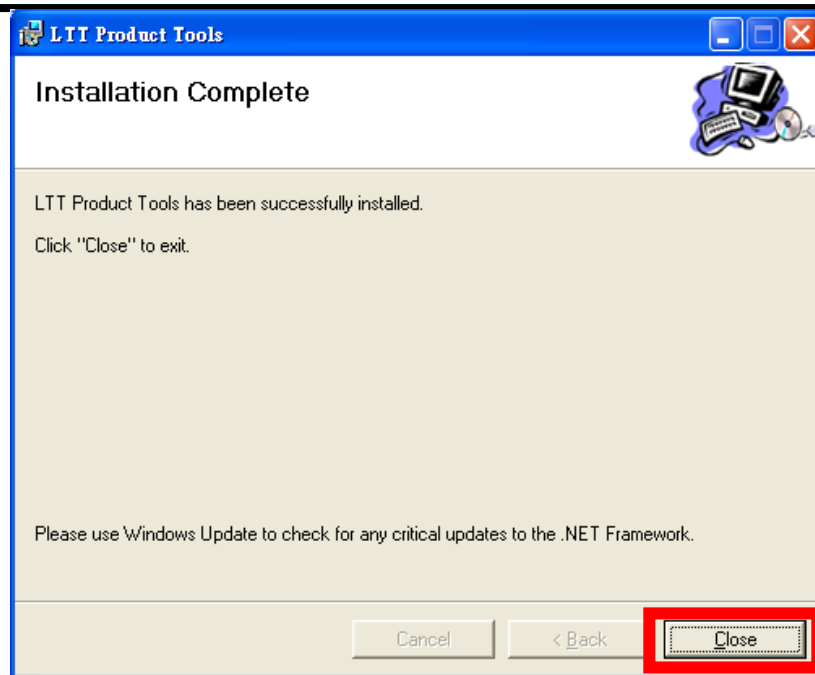 LTT Product Tools
Installation Complete
LTT Product Tools has been successfully installed.
Click "Close" to exit.
Please use Windows Update to check for any critical updates to the .NET Framework.
Cancel
< Back
Close